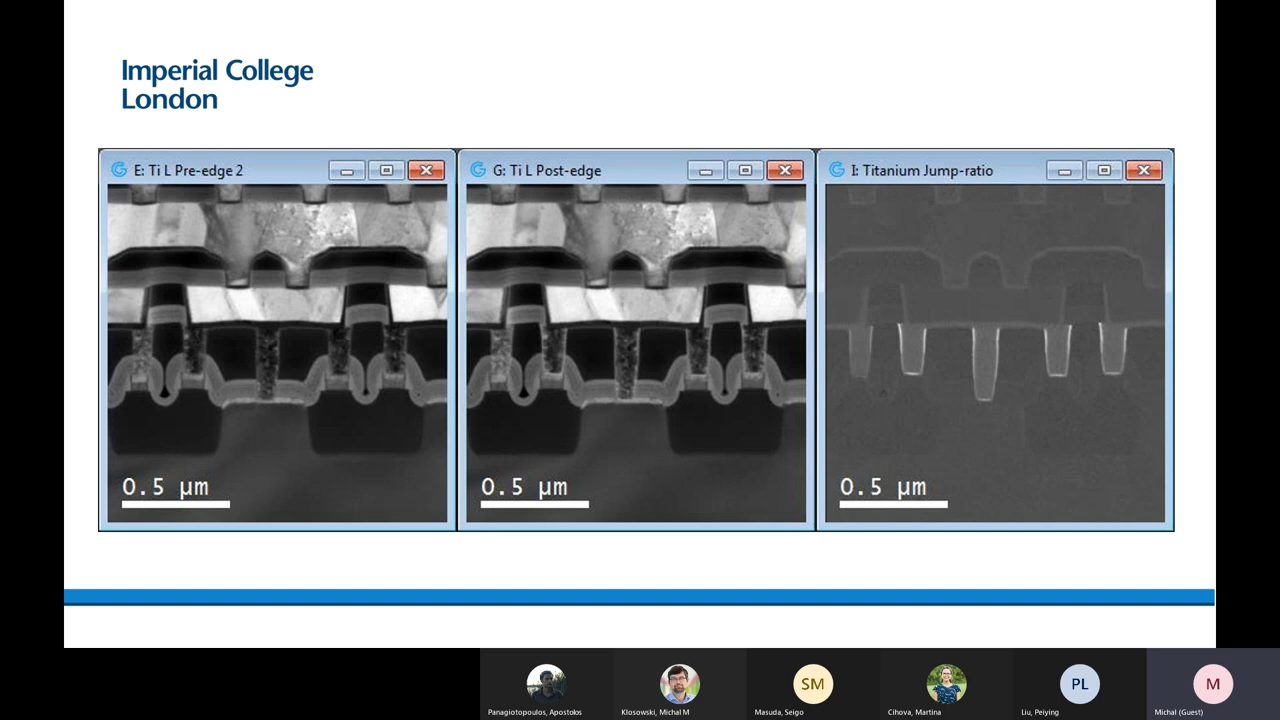 Imperial College
London
E: Ti L Pre-edge 2
G: Ti L Post-edge
I: Titanium Jump-ratio
0.5 µm
0.5 µm
0.5 µm
SM
PL
M
Panagiotopoulos, Apostolos
Klosowski, Michal M
Masuda, Seigo
Cihova, Martina
Liu, Peiying
Michal (Guest)